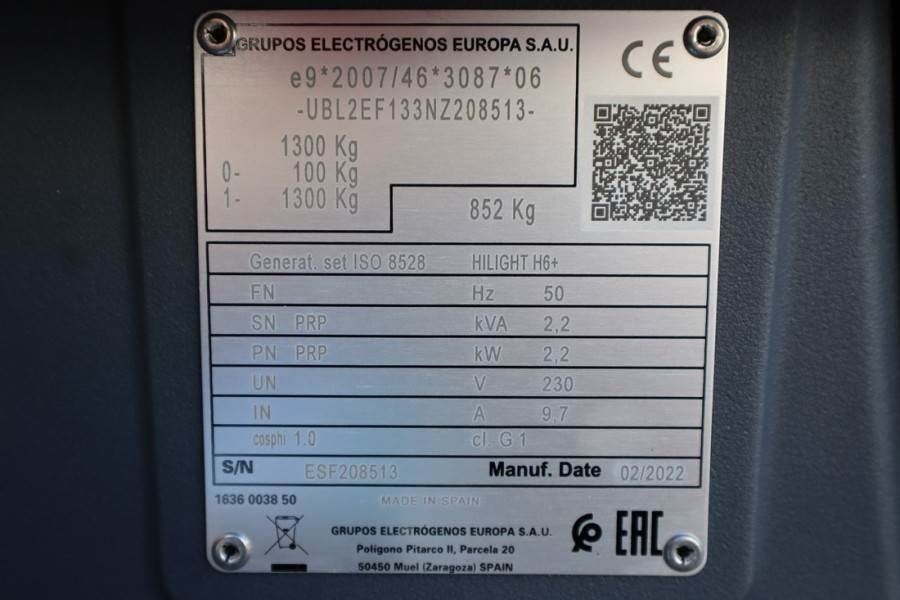 GRUPOS ELECTRÓGENOS EUROPA S.A.U.
CE
e9*2007/46*3087*06
-UBL2EF133NZ208513-
1300 Kg
0- 100 Kg
1- 1300 Kg
852 Kg
Generat. set ISO 8528 HILIGHT H6+
FN Hz 50
SN PRP kVA 2,2
PN PRP kW 2,2
UN V 230
IN A 9,7
cosphi 1.0 cl. G 1
S/N ESF208513 Manuf. Date 02/2022
1636 0038 50 MADE IN SPAIN
GRUPOS ELECTRÓGENOS EUROPA S.A.U.
Polígono Pitarco II, Parcela 20
50450 Muel (Zaragoza) SPAIN
EAC